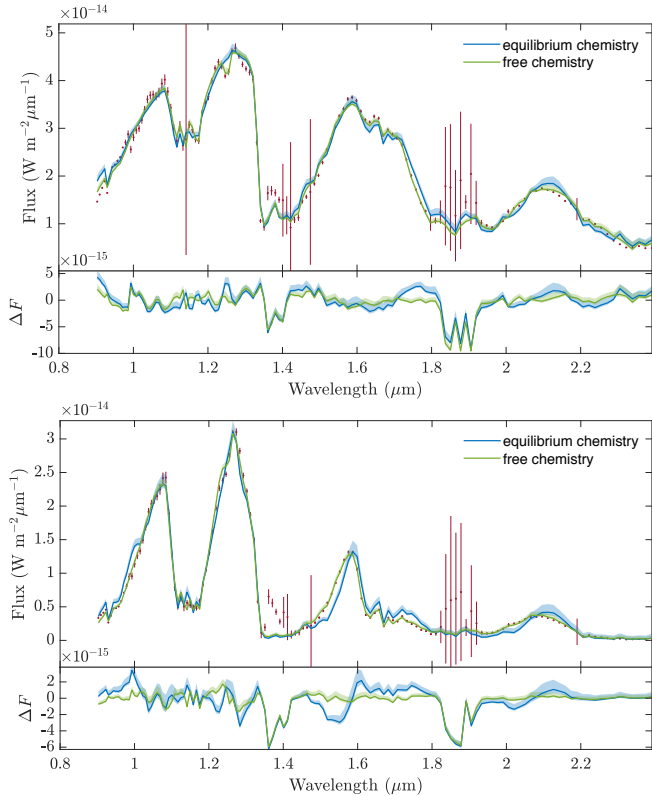 ×10⁻¹⁴
5
4
3
2
1
Flux (W m⁻²μm⁻¹)
equilibrium chemistry
free chemistry
×10⁻¹⁵
5
0
-5
-10
ΔF
0.8 1 1.2 1.4 1.6 1.8 2 2.2
Wavelength (μm)
×10⁻¹⁴
3
2.5
2
1.5
1
0.5
0
Flux (W m⁻²μm⁻¹)
equilibrium chemistry
free chemistry
×10⁻¹⁵
2
0
-2
-4
-6
ΔF
0.8 1 1.2 1.4 1.6 1.8 2 2.2
Wavelength (μm)